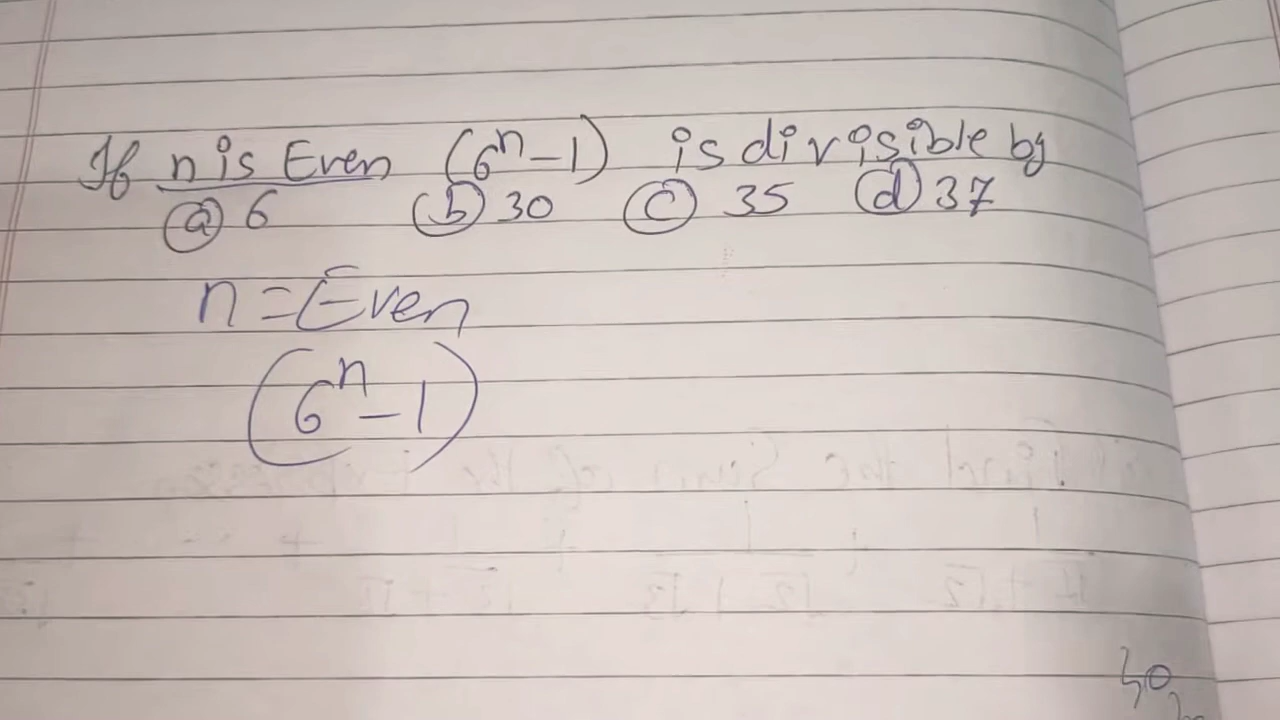 If n is Even (6ⁿ-1) is divisible by
(a) 6 (b) 30 (c) 35 (d) 37
n = Even
(6ⁿ-1)